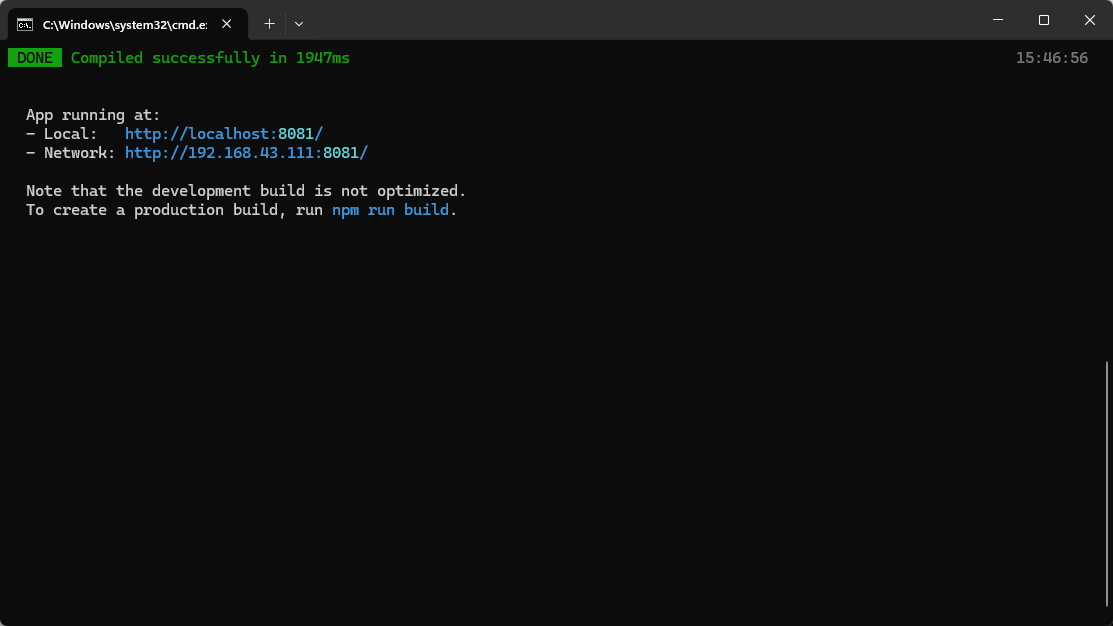 C:\Windows\system32\cmd.e:
DONE Compiled successfully in 1947ms 15:46:56
App running at:
- Local: http://localhost:8081/
- Network: http://192.168.43.111:8081/
Note that the development build is not optimized.
To create a production build, run npm run build.